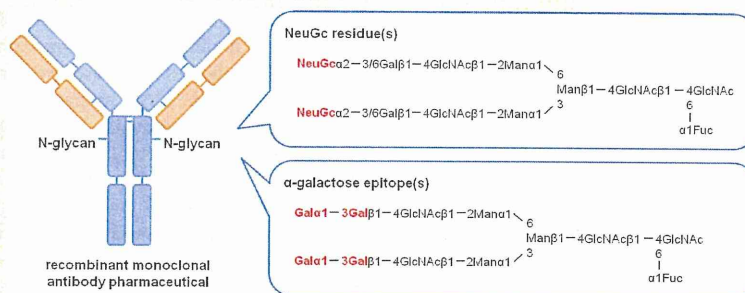 NeuGc residue(s)
NeuGcα2－3/6Galβ1－4GlcNAcβ1－2Manα1
6
Manβ1－4GlcNAcβ1－4GlcNAc
NeuGcα2－3/6Galβ1－4GlcNAcβ1－2Manα1
3
6
α1Fuc
N-glycan
N-glycan
α-galactose epitope(s)
Galα1－3Galβ1－4GlcNAcβ1－2Manα1
6
Manβ1－4GlcNAcβ1－4GlcNAc
Galα1－3Galβ1－4GlcNAcβ1－2Manα1
3
6
α1Fuc
recombinant monoclonal
antibody pharmaceutical